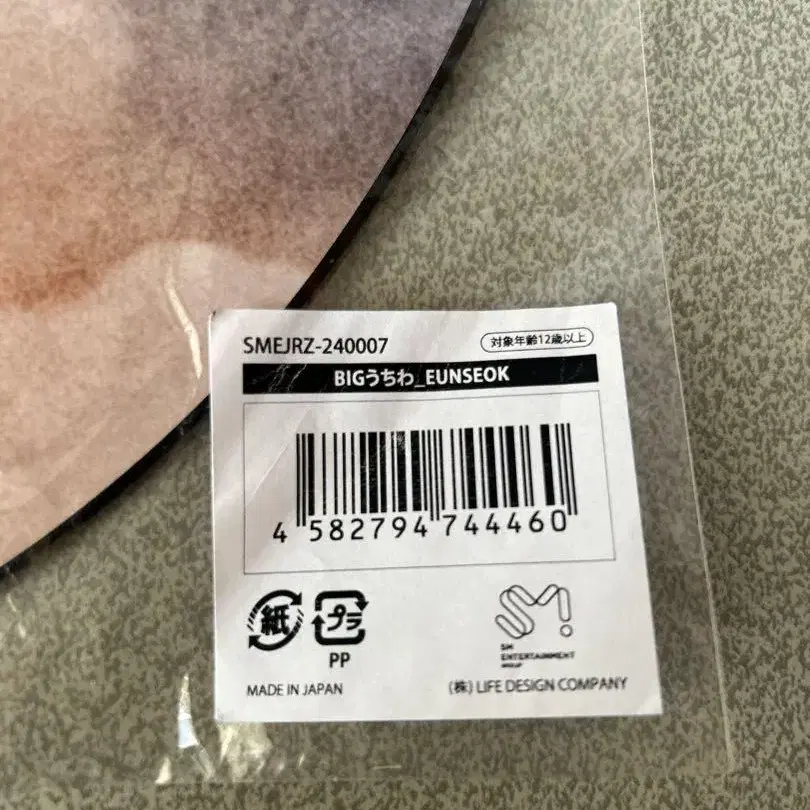 SMEJRZ-240007
対象年齢12歳以上
BIGうちわ_EUNSEOK
4 582794 744460
紙
プラ
PP
SM!
SM
ENTERTAINMENT
GROUP
MADE IN JAPAN
(株) LIFE DESIGN COMPANY